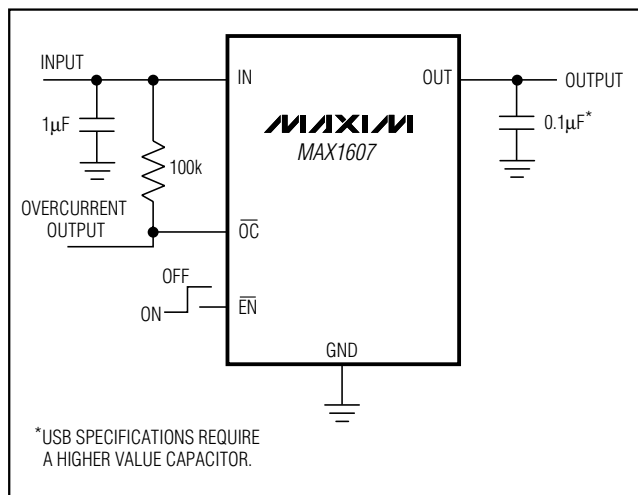 INPUT
IN
OUT
OUTPUT
1µF
MAXIM
0.1µF*
MAX1607
100k
OVERCURRENT
OUTPUT
OC
OFF
ON
EN
GND
*USB SPECIFICATIONS REQUIRE
A HIGHER VALUE CAPACITOR.